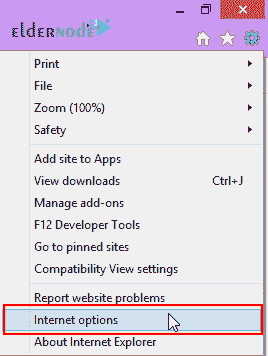 eldernode
Print
File
Zoom (100%)
Safety
Add site to Apps
View downloads Ctrl+J
Manage add-ons
F12 Developer Tools
Go to pinned sites
Compatibility View settings
Report website problems
Internet options
About Internet Explorer